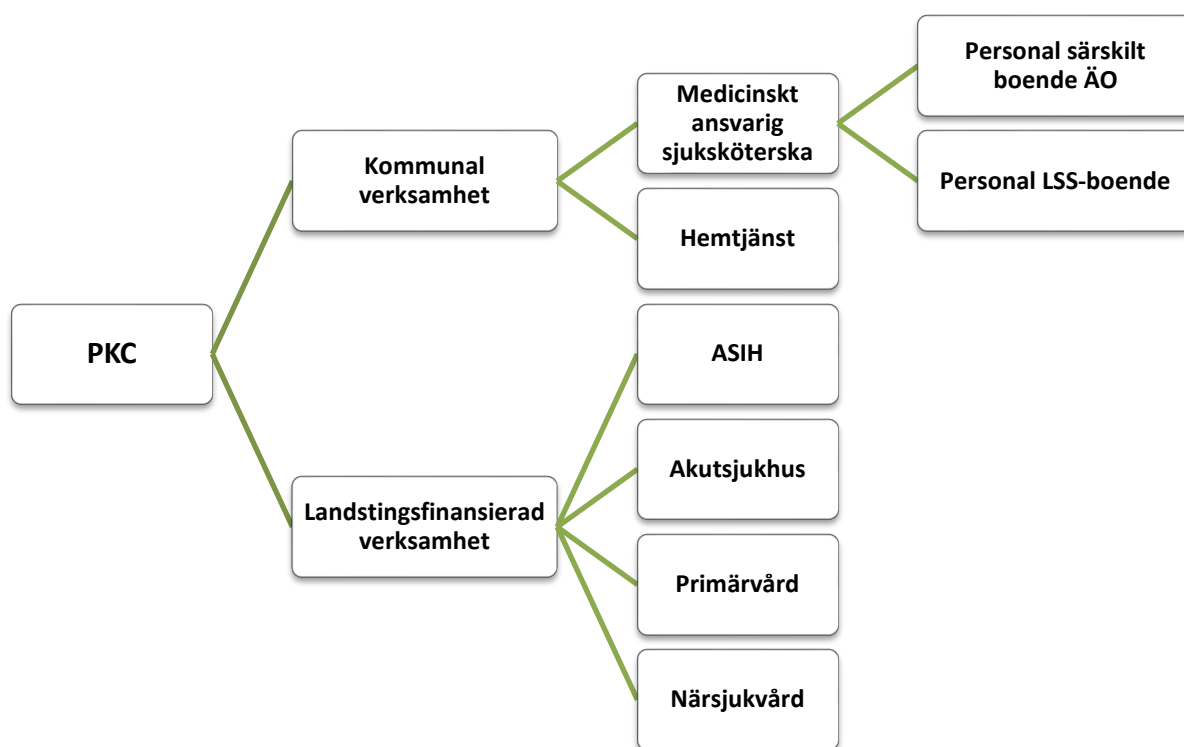 PKC
Kommunal
verksamhet
Medicinskt
ansvarig
sjuksköterska
Personal särskilt
boende ÄO
Personal LSS-boende
Hemtjänst
Landstingsfinansierad
verksamhet
ASIH
Akutsjukhus
Primärvård
Närsjukvård